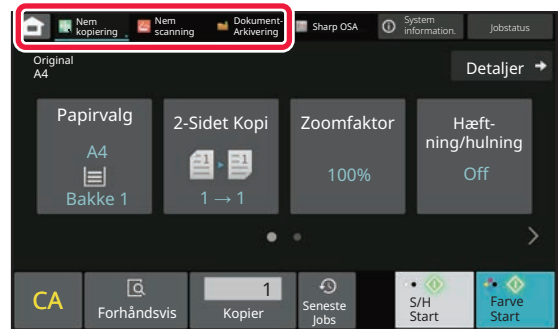 Nem
kopiering
Nem
scanning
Dokument-
Arkivering
Sharp OSA
System
information.
Jobstatus
Original
A4
Detaljer
Papirvalg
A4
Bakke 1
2-Sidet Kopi
1 → 1
Zoomfaktor
100%
Hæft-
ning/hulning
Off
CA
Forhåndsvis
1
Kopier
Seneste
Jobs
S/H
Start
Farve
Start